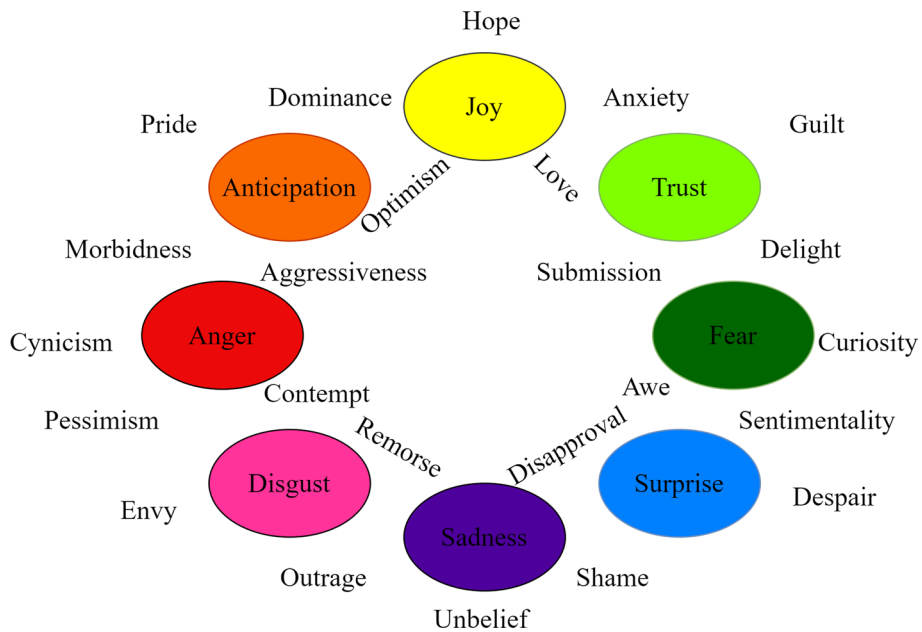 Hope
Dominance
Joy
Anxiety
Pride
Guilt
Anticipation
Optimism
Love
Trust
Morbidness
Delight
Aggressiveness
Submission
Cynicism
Anger
Fear
Curiosity
Contempt
Awe
Pessimism
Remorse
Disapproval
Sentimentality
Disgust
Surprise
Envy
Despair
Sadness
Outrage
Shame
Unbelief